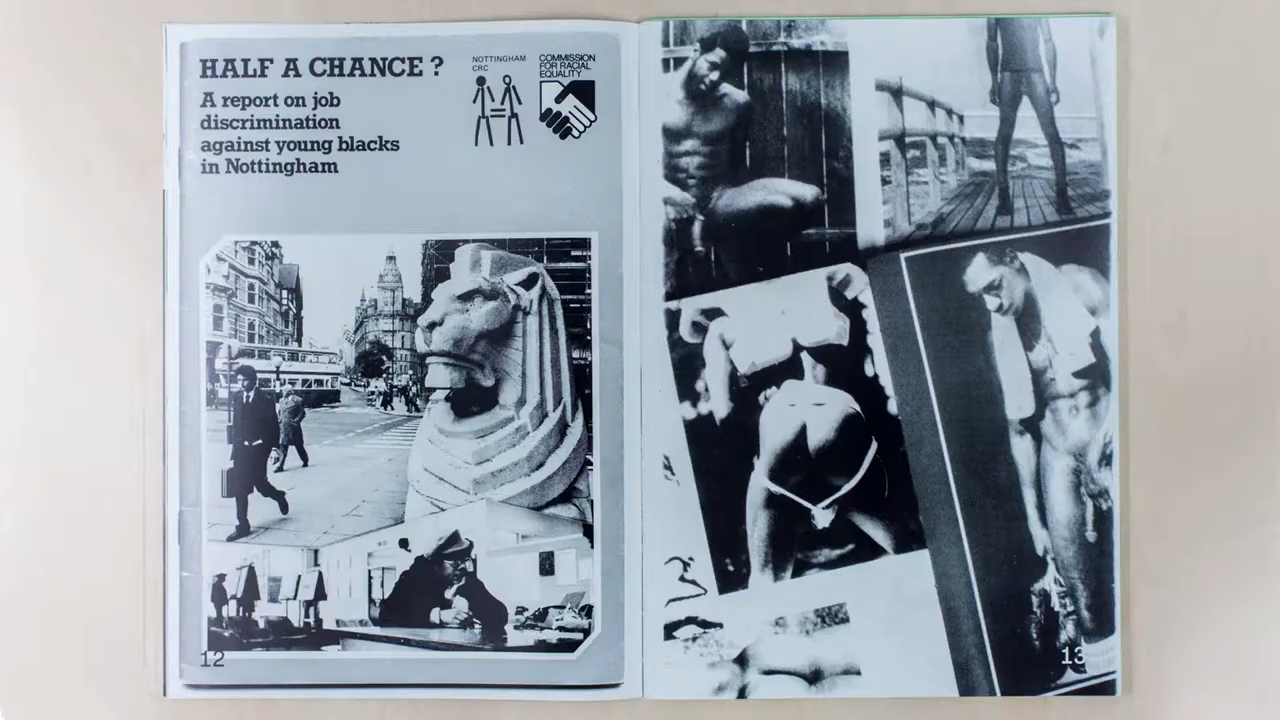 HALF A CHANCE ?
A report on job
discrimination
against young blacks
in Nottingham
NOTTINGHAM
CRC
COMMISSION
FOR RACIAL
EQUALITY
12
13